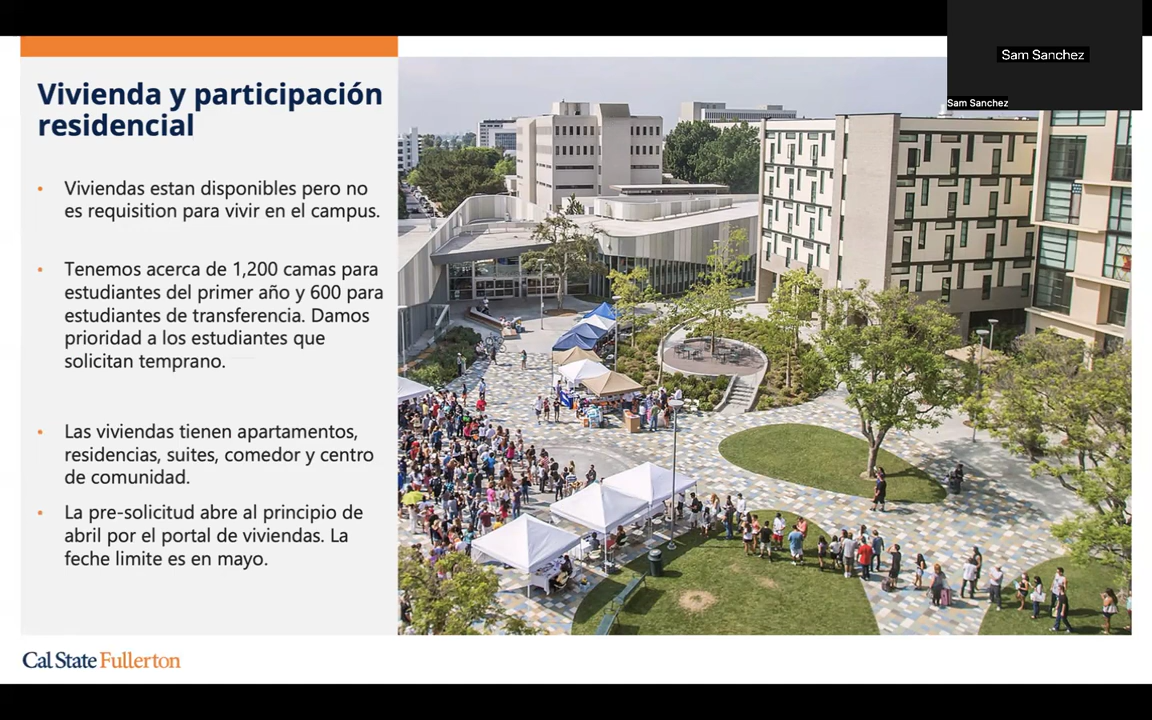 Sam Sanchez
Sam Sanchez
Vivienda y participación
residencial
• Viviendas estan disponibles pero no
es requisition para vivir en el campus.
• Tenemos acerca de 1,200 camas para
estudiantes del primer año y 600 para
estudiantes de transferencia. Damos
prioridad a los estudiantes que
solicitan temprano.
• Las viviendas tienen apartamentos,
residencias, suites, comedor y centro
de comunidad.
• La pre-solicitud abre al principio de
abril por el portal de viviendas. La
feche limite es en mayo.
Cal State Fullerton